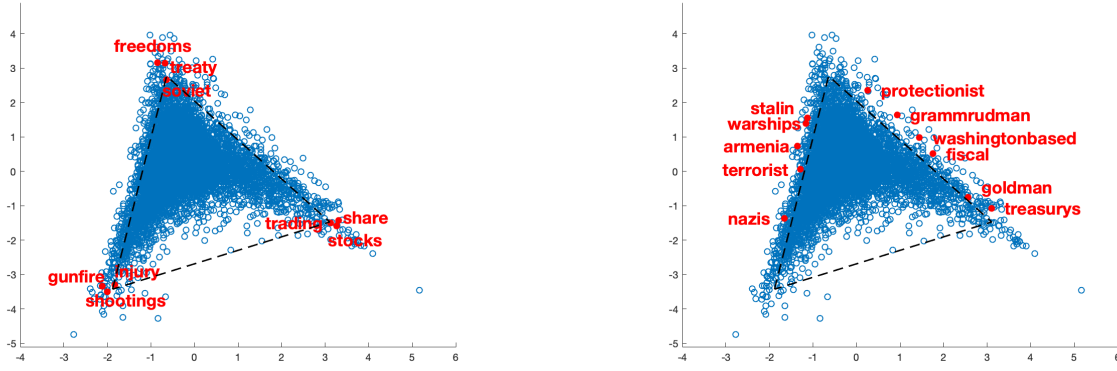 4
3
2
1
0
-1
-2
-3
-4
-5
-4
-3
-2
-1
0
1
2
3
4
5
6
freedoms
treaty
soviet
share
trading
stocks
gunfire
injury
shootings
4
3
2
1
0
-1
-2
-3
-4
-5
-4
-3
-2
-1
0
1
2
3
4
5
6
protectionist
stalin
grammrudman
warships
washingtonbased
armenia
fiscal
terrorist
goldman
treasurys
nazis